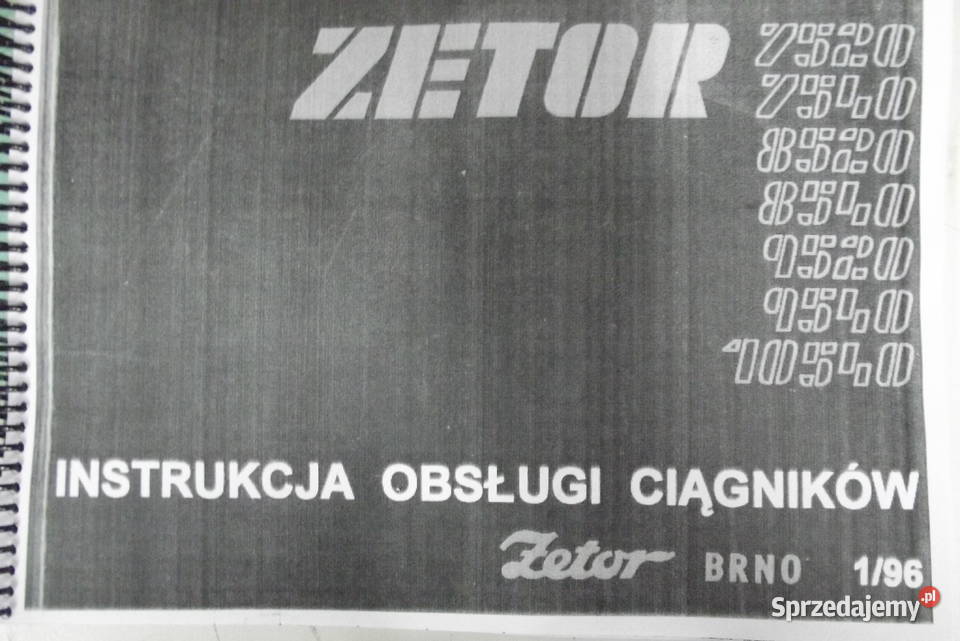 ZETOR 7520
7540
8520
8540
9520
9540
10540
INSTRUKCJA OBSŁUGI CIĄGNIKÓW
Zetor BRNO 1/96
Sprzedajemy.pl